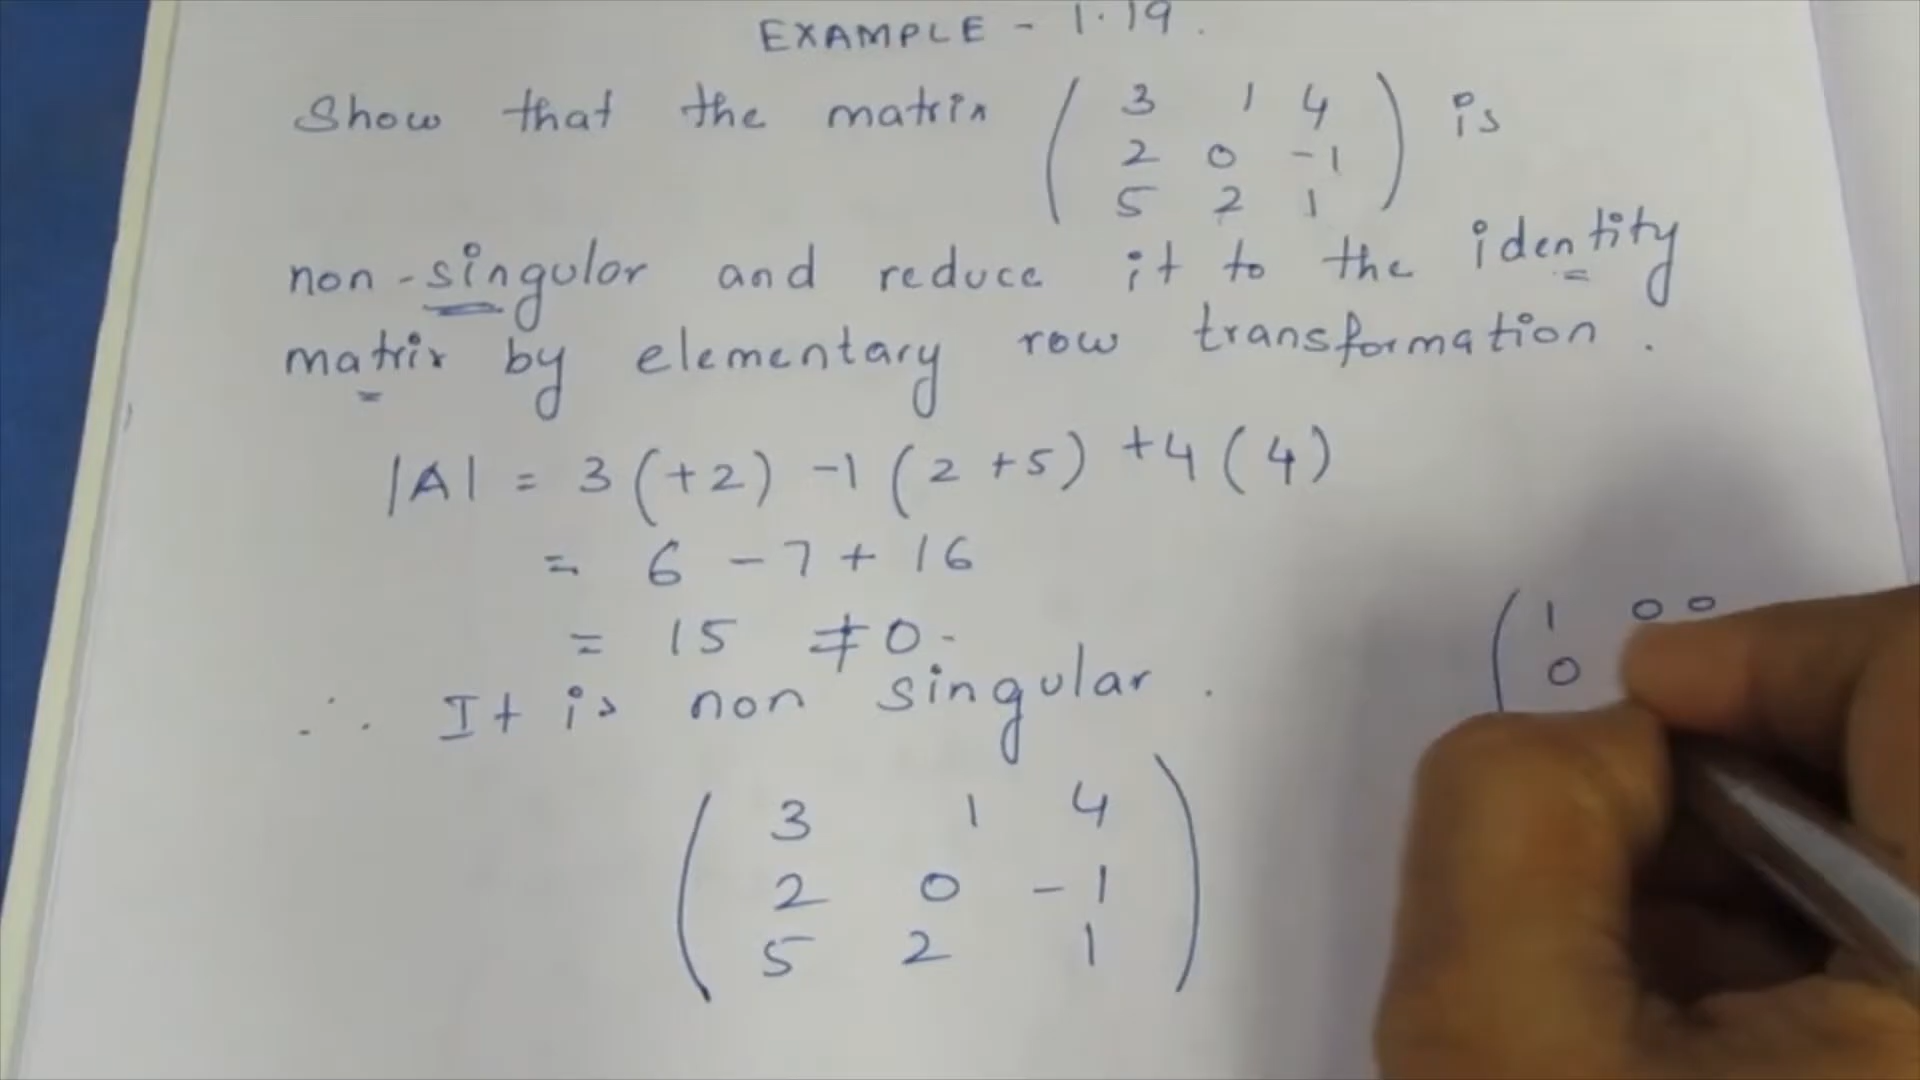 EXAMPLE - 1.19.
Show that the matrix ( 3 1 4 ) is
2 0 -1
5 2 1
non-singular and reduce it to the identity
matrix by elementary row transformation.
|A| = 3(+2) -1(2+5) +4(4)
= 6 - 7 + 16
= 15 ≠ 0.
∴ It is non singular.
( 1 0 0
0
( 3 1 4 )
2 0 -1
5 2 1